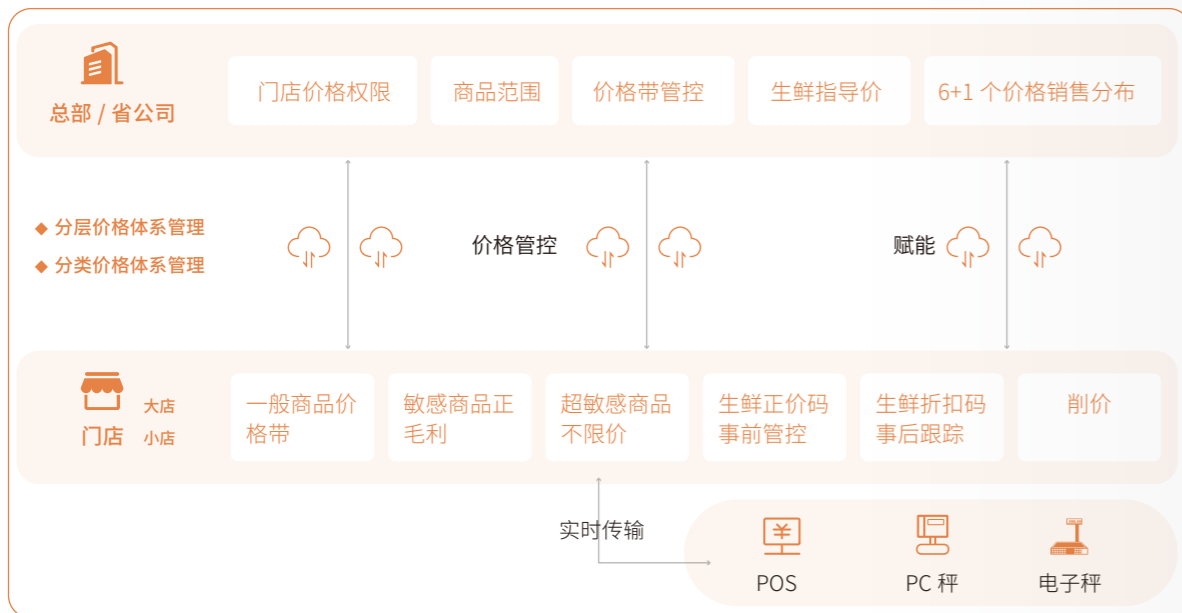 总部 / 省公司
门店价格权限
商品范围
价格带管控
生鲜指导价
6+1 个价格销售分布
◆ 分层价格体系管理
◆ 分类价格体系管理
价格管控
赋能
门店
大店
小店
一般商品价
格带
敏感商品正
毛利
超敏感商品
不限价
生鲜正价码
事前管控
生鲜折扣码
事后跟踪
削价
实时传输
¥
POS
PC 秤
电子秤